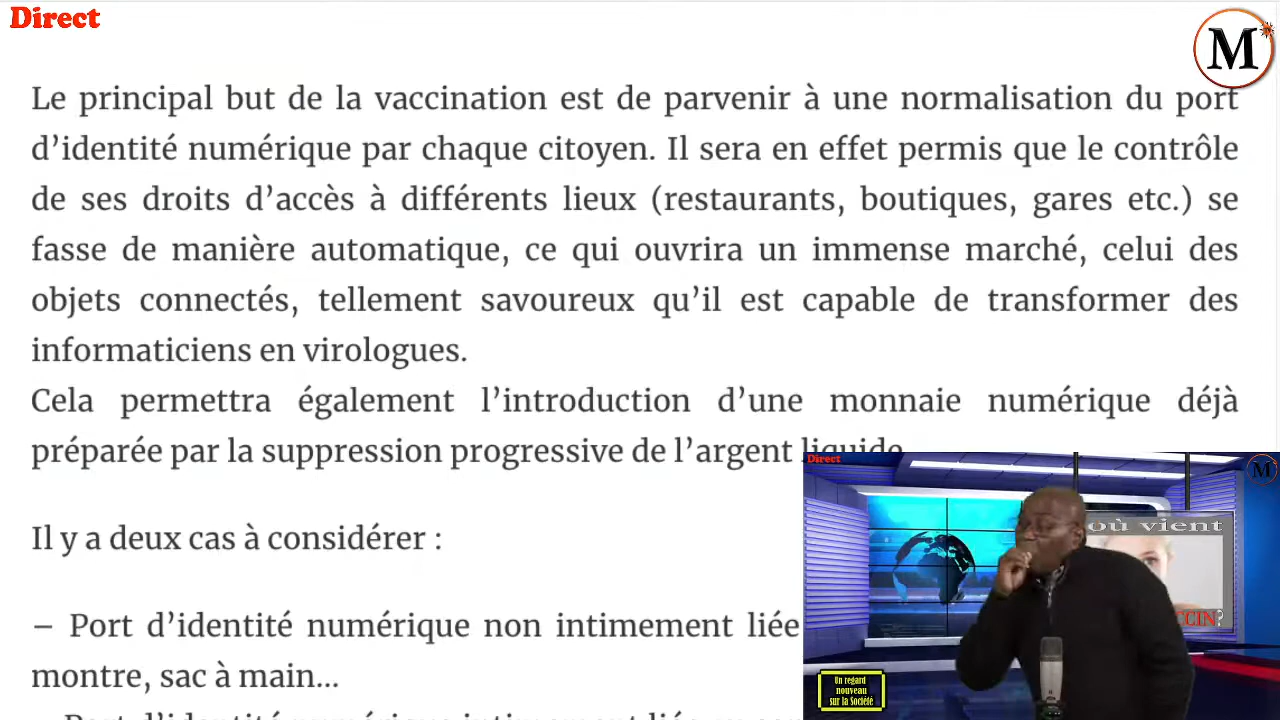 Direct
M
Le principal but de la vaccination est de parvenir à une normalisation du port
d’identité numérique par chaque citoyen. Il sera en effet permis que le contrôle
de ses droits d’accès à différents lieux (restaurants, boutiques, gares etc.) se
fasse de manière automatique, ce qui ouvrira un immense marché, celui des
objets connectés, tellement savoureux qu’il est capable de transformer des
informaticiens en virologues.
Cela permettra également l’introduction d’une monnaie numérique déjà
préparée par la suppression progressive de l’argent liquide
Il y a deux cas à considérer :
– Port d’identité numérique non intimement liée
montre, sac à main...
Direct
M
où vient
CCIN?
Un regard
nouveau
sur la Société